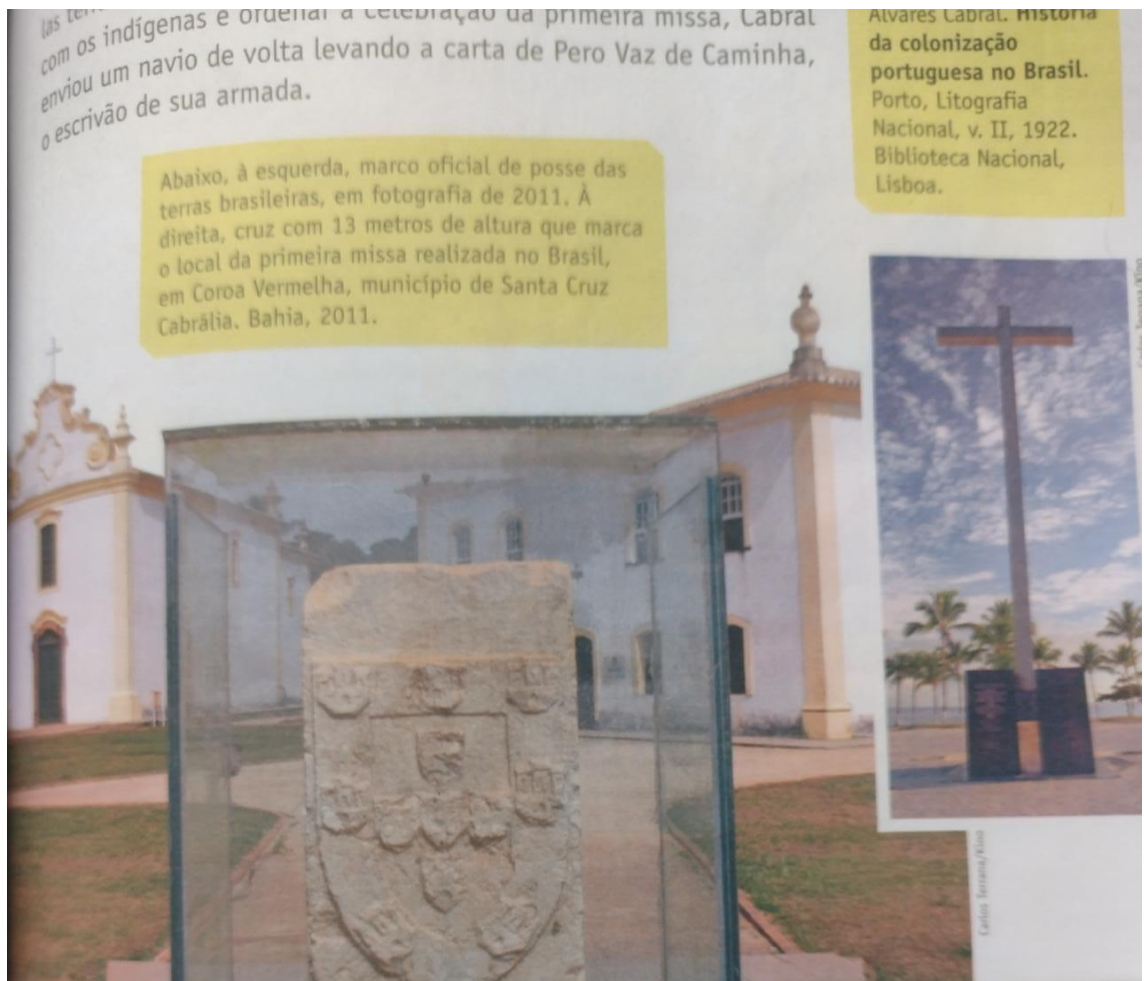 las
com os indígenas e ordenar a celebração da primeira missa, Cabral
enviou um navio de volta levando a carta de Pero Vaz de Caminha,
o escrivão de sua armada.
Álvares Cabral. História
da colonização
portuguesa no Brasil.
Porto, Litografia
Nacional, v. II, 1922.
Biblioteca Nacional,
Lisboa.
Abaixo, à esquerda, marco oficial de posse das
terras brasileiras, em fotografia de 2011. À
direita, cruz com 13 metros de altura que marca
o local da primeira missa realizada no Brasil,
em Coroa Vermelha, município de Santa Cruz
Cabrália. Bahia, 2011.
Carlos Terrana/Kino